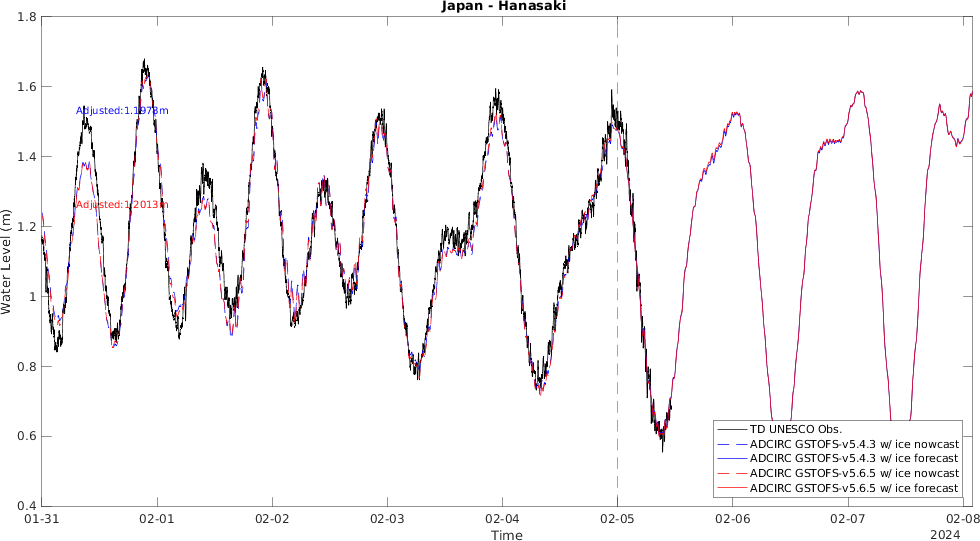 Japan - Hanasaki
Water Level (m)
1.8
1.6
1.4
1.2
1
0.8
0.6
0.4
Adjusted:1.1973m
Adjusted:1.2013m
TD UNESCO Obs.
ADCIRC GSTOFS-v5.4.3 w/ ice nowcast
ADCIRC GSTOFS-v5.4.3 w/ ice forecast
ADCIRC GSTOFS-v5.6.5 w/ ice nowcast
ADCIRC GSTOFS-v5.6.5 w/ ice forecast
01-31 02-01 02-02 02-03 02-04 02-05 02-06 02-07 02-08
Time
2024